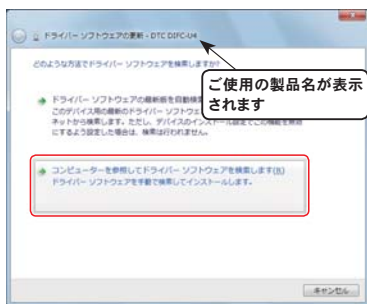 ドライバー ソフトウェアの更新 - DTC DIFC-U4
どのような方法でドライバー ソフトウェアを検索しますか?
ご使用の製品名が表示
されます
ドライバー ソフトウェアの最新版を自動検索
このデバイス用の最新のドライバー ソフトウェ
ネットから検索します。ただし、デバイスのインストール設定でこの機能を無効
にするよう設定した場合は、検索は行われません。
コンピューターを参照してドライバー ソフトウェアを検索します(R)
ドライバー ソフトウェアを手動で検索してインストールします。
キャンセル